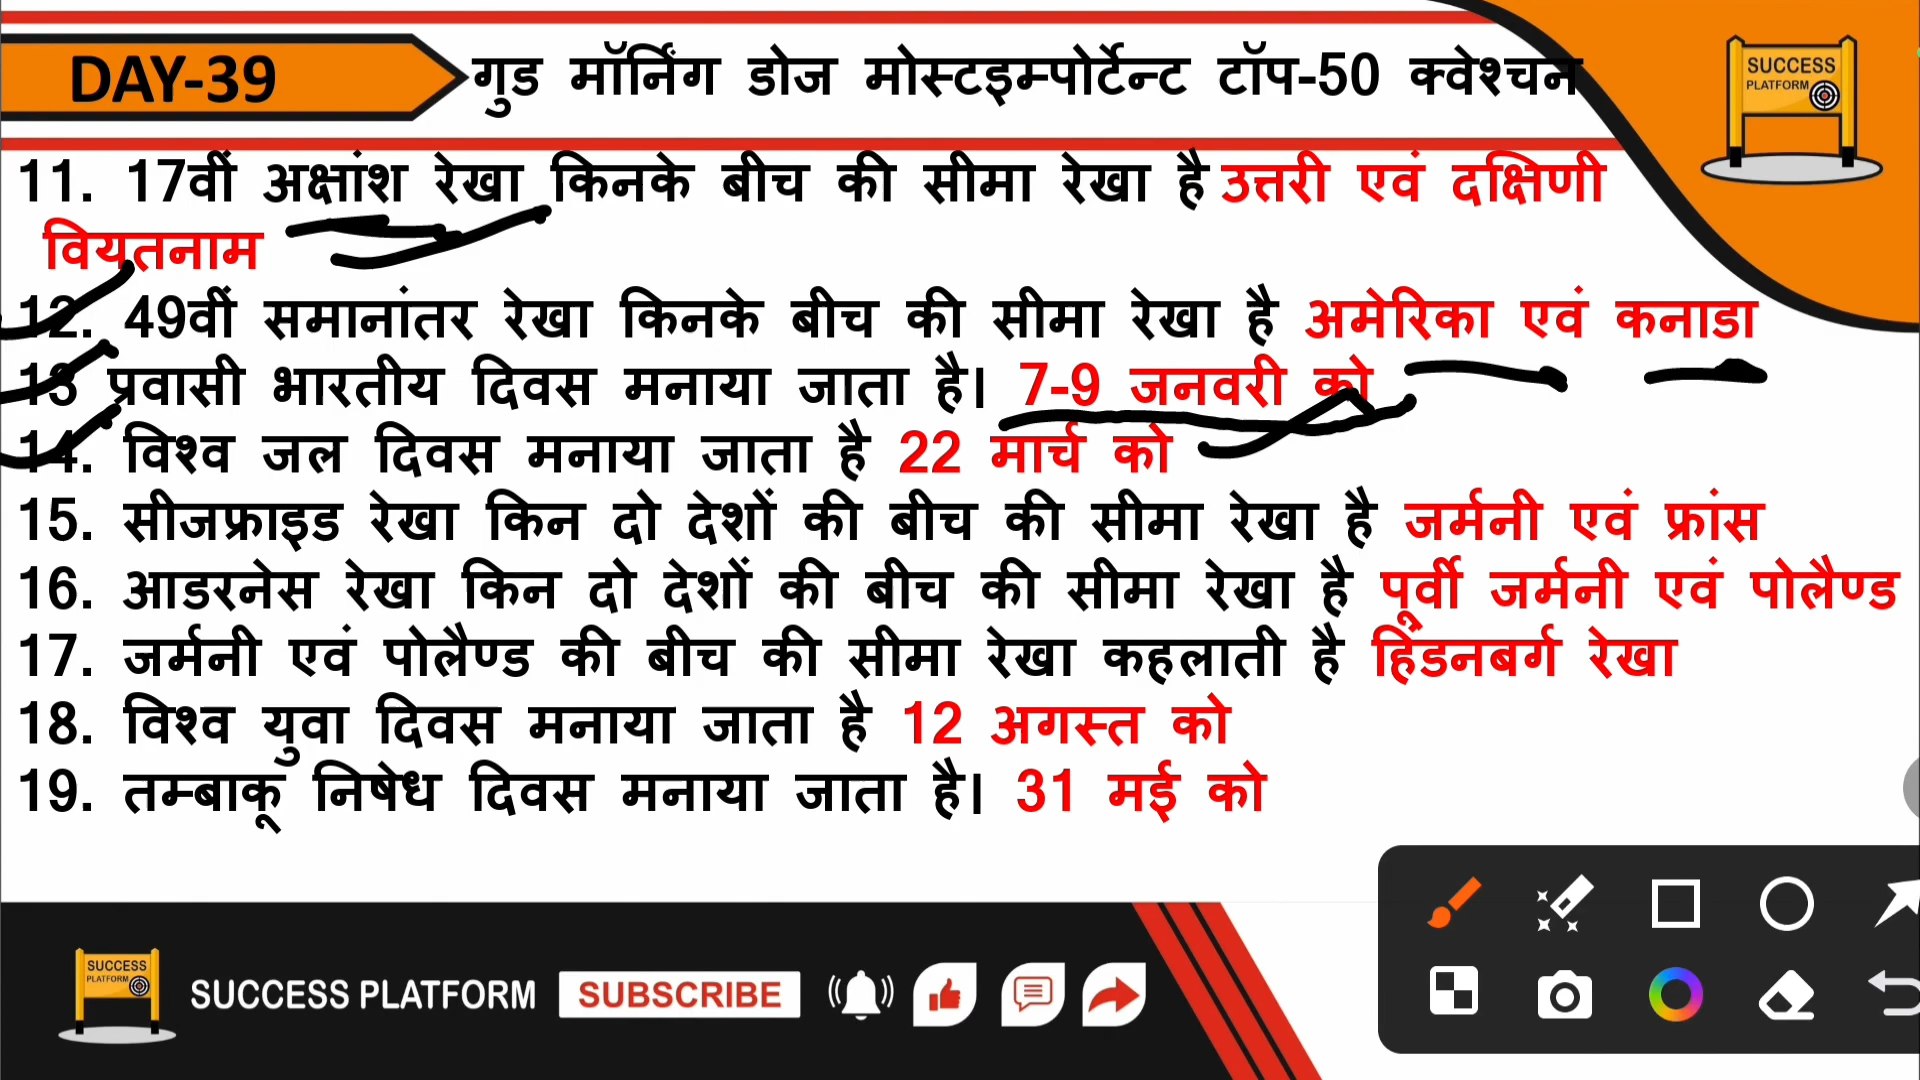 DAY-39
गुड मॉर्निंग डोज मोस्टइम्पोर्टेन्ट टॉप-50 क्वेश्चन
SUCCESS
PLATFORM
11. 17वीं अक्षांश रेखा किनके बीच की सीमा रेखा है उत्तरी एवं दक्षिणी
वियतनाम
12. 49वीं समानांतर रेखा किनके बीच की सीमा रेखा है अमेरिका एवं कनाडा
13 प्रवासी भारतीय दिवस मनाया जाता है। 7-9 जनवरी को
14. विश्व जल दिवस मनाया जाता है 22 मार्च को
15. सीजफ्राइड रेखा किन दो देशों की बीच की सीमा रेखा है जर्मनी एवं फ्रांस
16. आडरनेस रेखा किन दो देशों की बीच की सीमा रेखा है पूर्वी जर्मनी एवं पोलैण्ड
17. जर्मनी एवं पोलैण्ड की बीच की सीमा रेखा कहलाती है हिंडनबर्ग रेखा
18. विश्व युवा दिवस मनाया जाता है 12 अगस्त को
19. तम्बाकू निषेध दिवस मनाया जाता है। 31 मई को
SUCCESS
PLATFORM
SUCCESS PLATFORM SUBSCRIBE